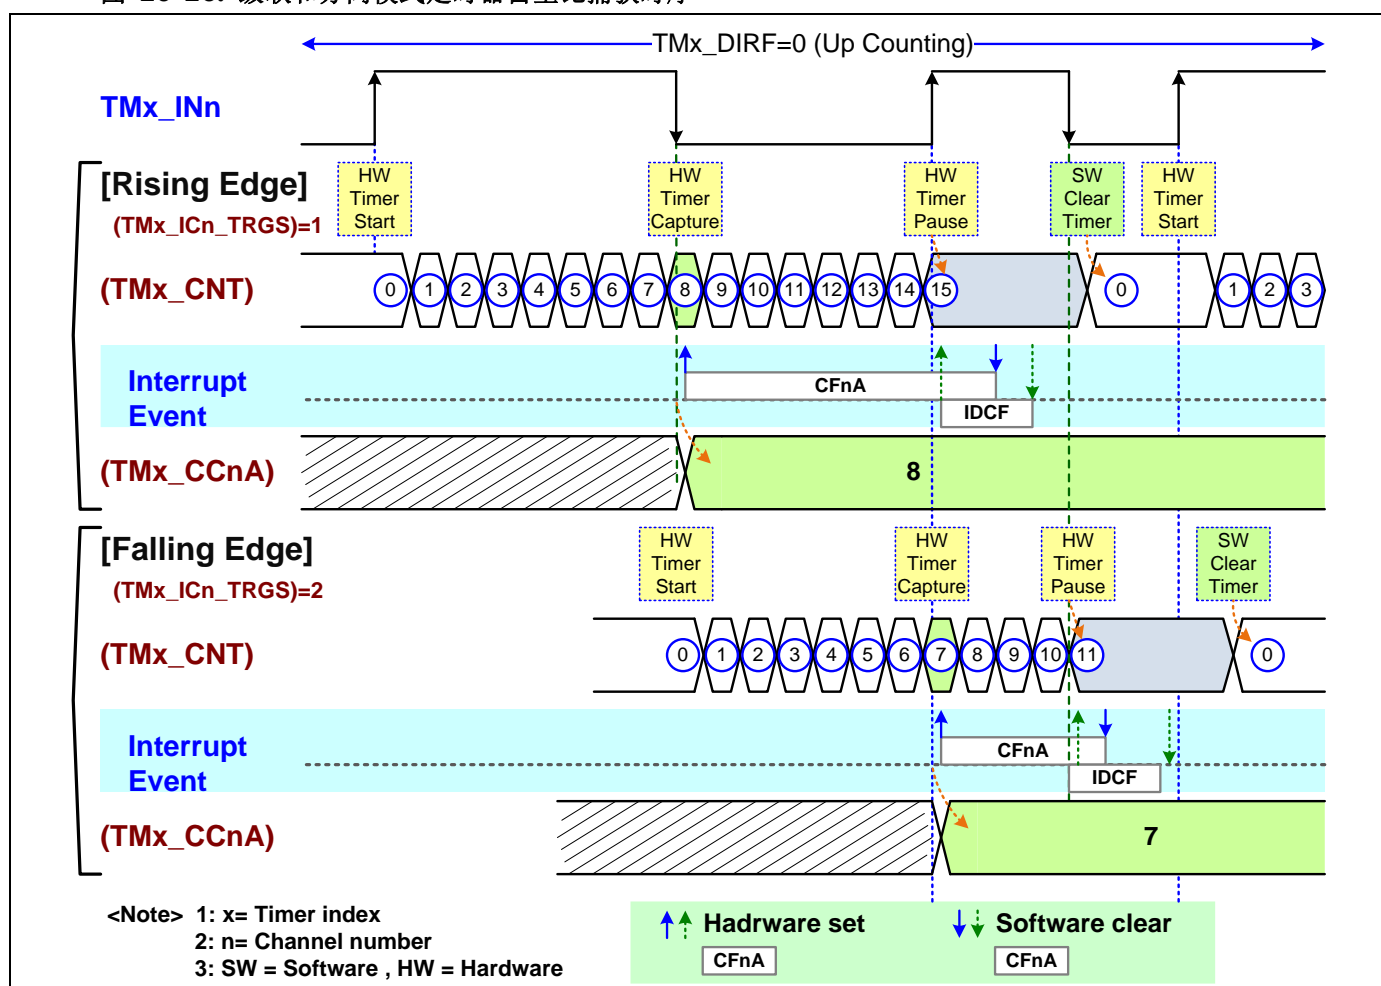 TMx_DIRF=0 (Up Counting)
TMx_INn
[Rising Edge]
(TMx_ICn_TRGS)=1
HW Timer Start
HW Timer Capture
HW Timer Pause
SW Clear Timer
HW Timer Start
(TMx_CNT)
0 1 2 3 4 5 6 7 8 9 10 11 12 13 14 15 0 1 2 3
Interrupt Event
CFnA
IDCF
(TMx_CCnA)
8
[Falling Edge]
(TMx_ICn_TRGS)=2
HW Timer Start
HW Timer Capture
HW Timer Pause
SW Clear Timer
(TMx_CNT)
0 1 2 3 4 5 6 7 8 9 10 11 0
Interrupt Event
CFnA
IDCF
(TMx_CCnA)
7
<Note> 1: x= Timer index
2: n= Channel number
3: SW = Software , HW = Hardware
Hadrware set
CFnA
Software clear
CFnA